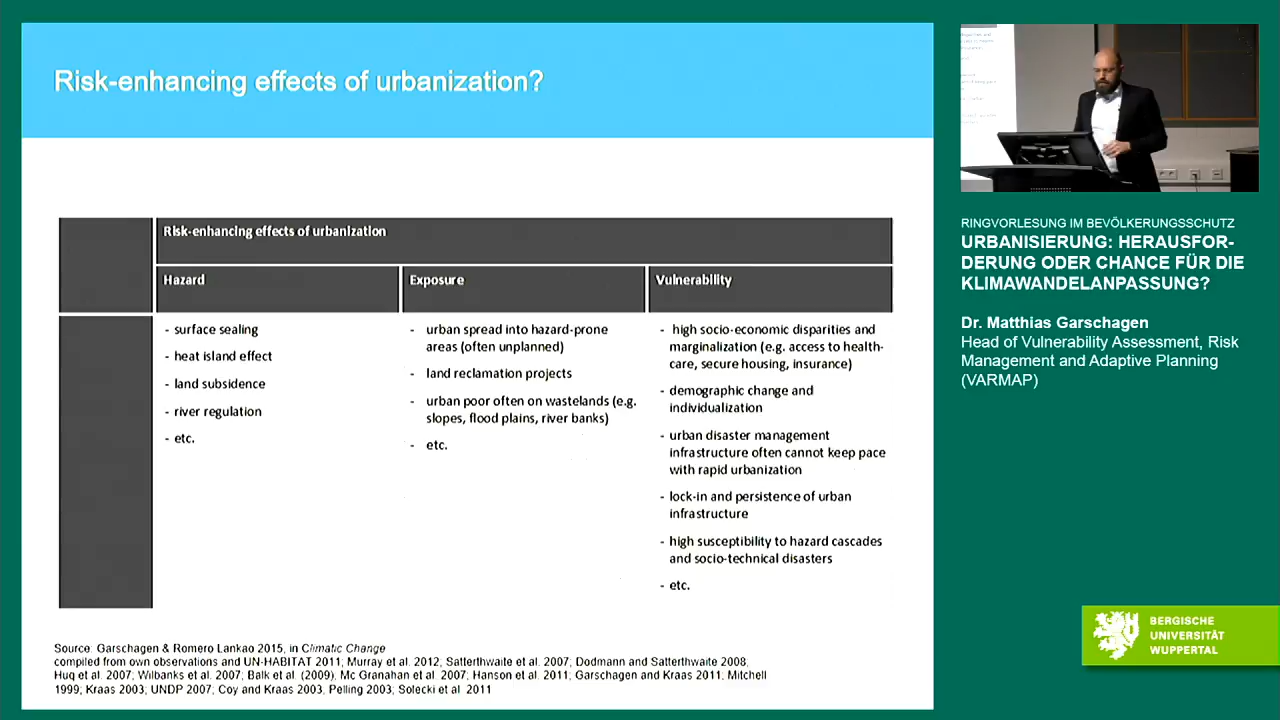 Risk-enhancing effects of urbanization?
Risk-enhancing effects of urbanization
Hazard
Exposure
Vulnerability
- surface sealing
- heat island effect
- land subsidence
- river regulation
- etc.
- urban spread into hazard-prone
areas (often unplanned)
- land reclamation projects
- urban poor often on wastelands (e.g.
slopes, flood plains, river banks)
- etc.
- high socio-economic disparities and
marginalization (e.g. access to health-
care, secure housing, insurance)
- demographic change and
individualization
- urban disaster management
infrastructure often cannot keep pace
with rapid urbanization
- lock-in and persistence of urban
infrastructure
- high susceptibility to hazard cascades
and socio-technical disasters
- etc.
Source: Garschagen & Romero Lankao 2015, in Climatic Change
compiled from own observations and UN-HABITAT 2011; Murray et al. 2012, Satterthwaite et al. 2007; Dodmann and Satterthwaite 2008;
Huq et al. 2007; Wilbanks et al. 2007; Balk et al. (2009). Mc Granahan et al. 2007; Hanson et al. 2011; Garschagen and Kraas 2011; Mitchell
1999; Kraas 2003; UNDP 2007; Coy and Kraas 2003; Pelling 2003; Solecki et al. 2011
RINGVORLESUNG IM BEVÖLKERUNGSSCHUTZ
URBANISIERUNG: HERAUSFOR-
DERUNG ODER CHANCE FÜR DIE
KLIMAWANDELANPASSUNG?
Dr. Matthias Garschagen
Head of Vulnerability Assessment, Risk
Management and Adaptive Planning
(VARMAP)
BERGISCHE
UNIVERSITÄT
WUPPERTAL